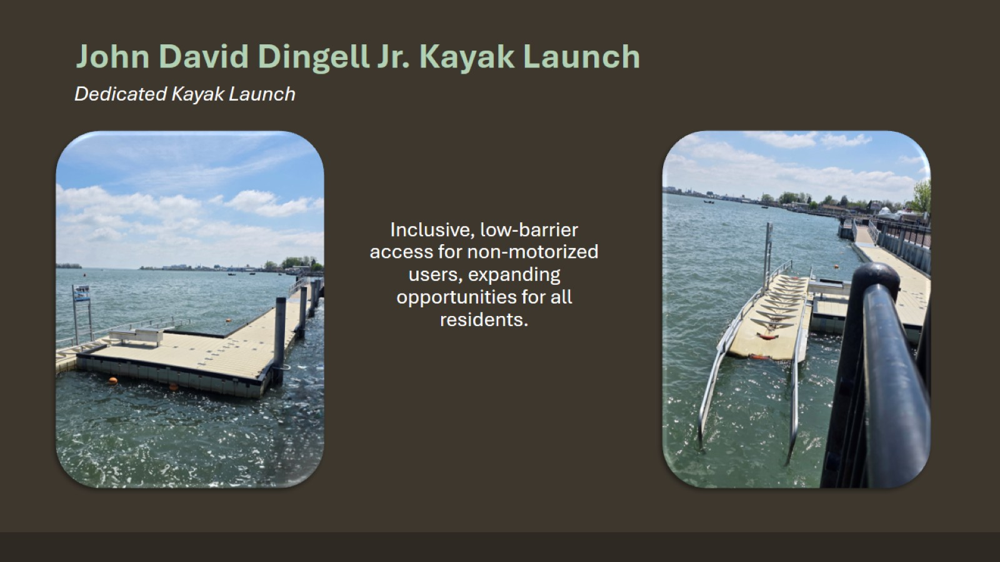 John David Dingell Jr. Kayak Launch
Dedicated Kayak Launch
Inclusive, low-barrier
access for non-motorized
users, expanding
opportunities for all
residents.